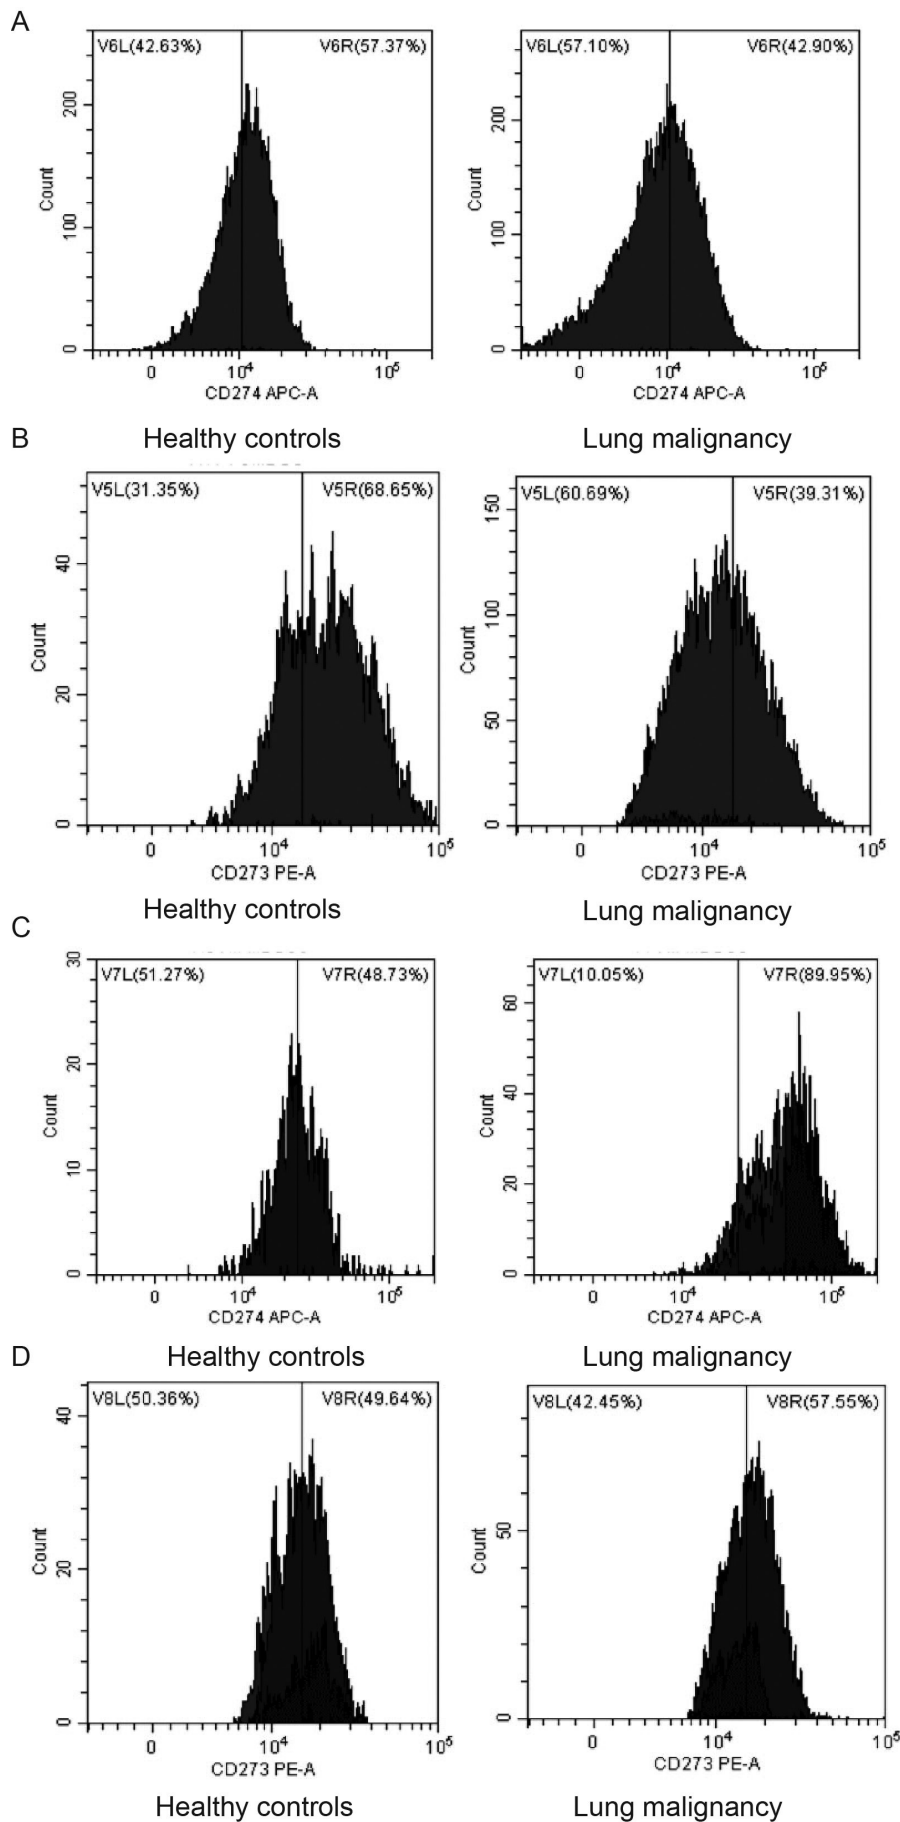 A
V6L(42.63%) V6R(57.37%)
V6L(57.10%) V6R(42.90%)
200
100
0
Count
0 10⁴ 10⁵
CD274 APC-A
200
100
0
Count
0 10⁴ 10⁵
CD274 APC-A
Healthy controls
Lung malignancy
B
V5L(31.35%) V5R(68.65%)
V5L(60.69%) V5R(39.31%)
40
20
0
Count
0 10⁴ 10⁵
CD273 PE-A
150
100
50
0
Count
0 10⁴ 10⁵
CD273 PE-A
Healthy controls
Lung malignancy
C
V7L(51.27%) V7R(48.73%)
V7L(10.05%) V7R(89.95%)
30
20
10
0
Count
0 10⁴ 10⁵
CD274 APC-A
60
40
20
0
Count
0 10⁴ 10⁵
CD274 APC-A
Healthy controls
Lung malignancy
D
V8L(50.36%) V8R(49.64%)
V8L(42.45%) V8R(57.55%)
40
20
0
Count
0 10⁴ 10⁵
CD273 PE-A
50
0
Count
0 10⁴ 10⁵
CD273 PE-A
Healthy controls
Lung malignancy